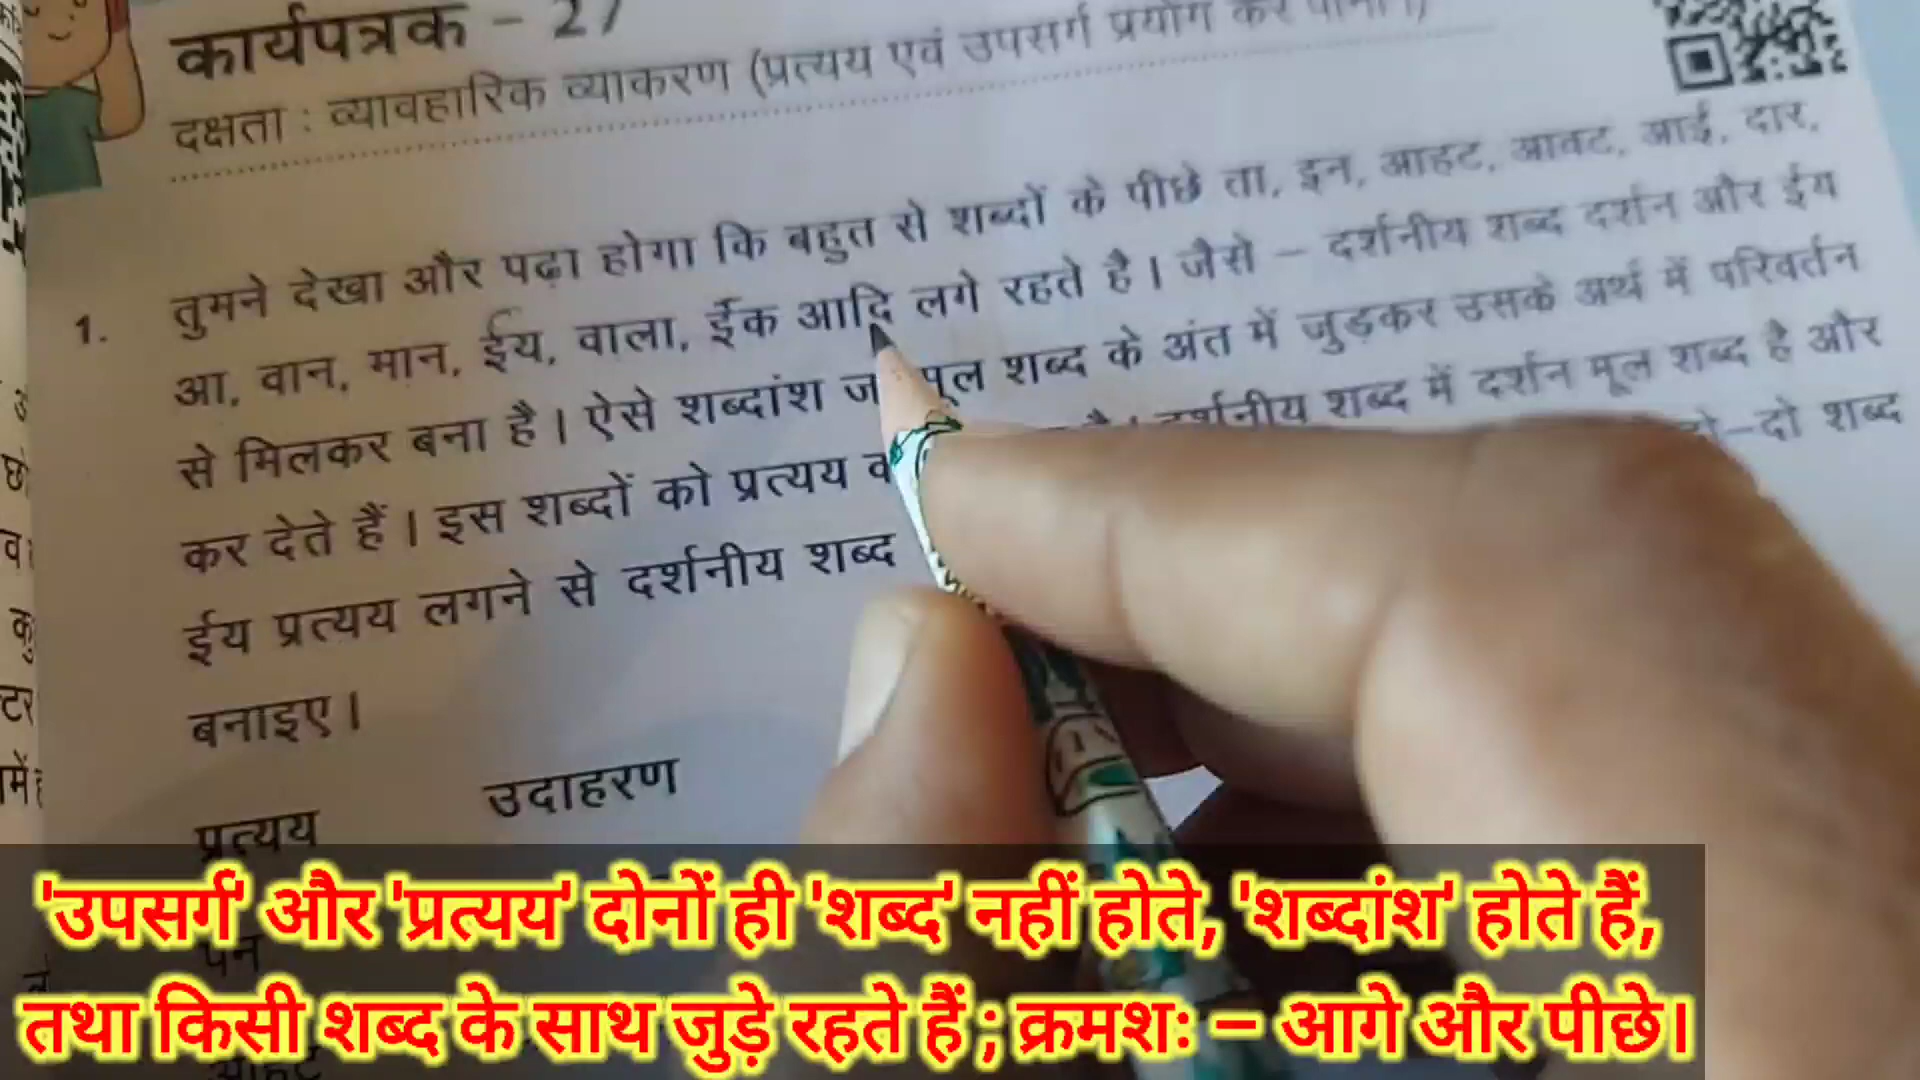 कार्यपत्रक – 27
दक्षता : व्यावहारिक व्याकरण (प्रत्यय एवं उपसर्ग प्रयोग कर पाना।)
1. तुमने देखा और पढ़ा होगा कि बहुत से शब्दों के पीछे ता, इन, आहट, आवट, आई, दार,
आ, वान, मान, ईय, वाला, ईक आदि लगे रहते है। जैसे – दर्शनीय शब्द दर्शन और ईय
से मिलकर बना है। ऐसे शब्दांश मूल शब्द के अंत में जुड़कर उसके अर्थ में परिवर्तन
कर देते हैं। इस शब्दों को प्रत्यय है। दर्शनीय शब्द में दर्शन मूल शब्द है और
ईय प्रत्यय लगने से दर्शनीय शब्द दो–दो शब्द
बनाइए।
प्रत्यय उदाहरण
पन
आहट
'उपसर्ग' और 'प्रत्यय' दोनों ही 'शब्द' नहीं होते, 'शब्दांश' होते हैं,
तथा किसी शब्द के साथ जुड़े रहते हैं ; क्रमशः – आगे और पीछे।